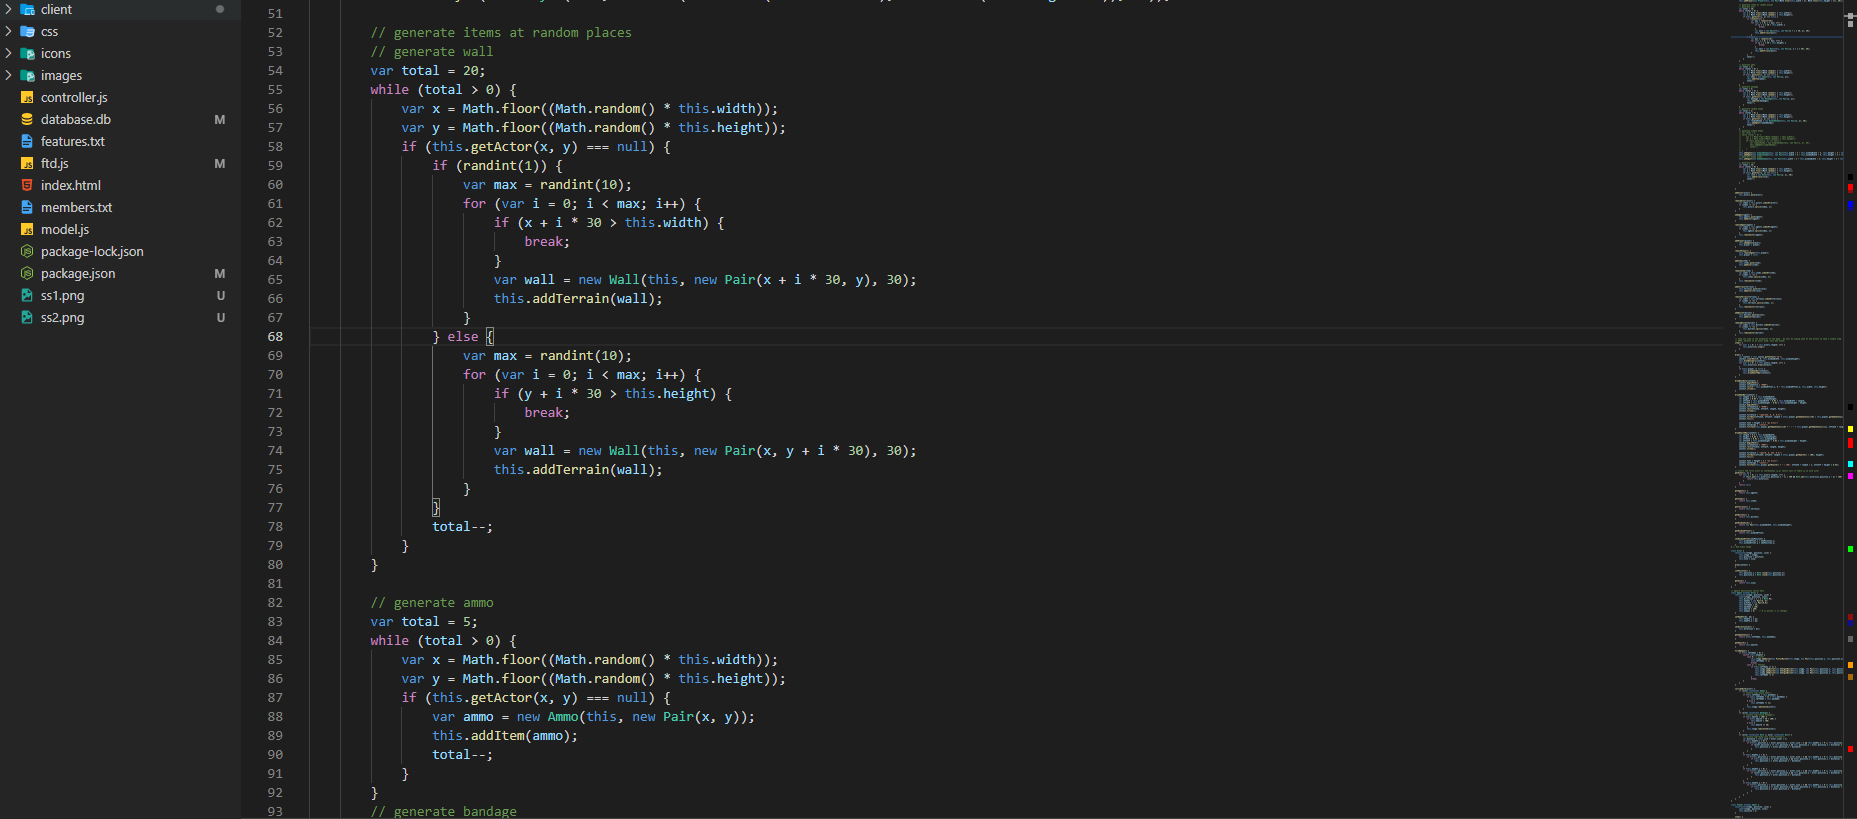 client
css
icons
images
controller.js
database.db M
features.txt
ftd.js M
index.html
members.txt
model.js
package-lock.json
package.json M
ss1.png U
ss2.png U
51
52 // generate items at random places
53 // generate wall
54 var total = 20;
55 while (total > 0) {
56 var x = Math.floor((Math.random() * this.width));
57 var y = Math.floor((Math.random() * this.height));
58 if (this.getActor(x, y) === null) {
59 if (randint(1)) {
60 var max = randint(10);
61 for (var i = 0; i < max; i++) {
62 if (x + i * 30 > this.width) {
63 break;
64 }
65 var wall = new Wall(this, new Pair(x + i * 30, y), 30);
66 this.addTerrain(wall);
67 }
68 } else {
69 var max = randint(10);
70 for (var i = 0; i < max; i++) {
71 if (y + i * 30 > this.height) {
72 break;
73 }
74 var wall = new Wall(this, new Pair(x, y + i * 30), 30);
75 this.addTerrain(wall);
76 }
77 }
78 total--;
79 }
80 }
81
82 // generate ammo
83 var total = 5;
84 while (total > 0) {
85 var x = Math.floor((Math.random() * this.width));
86 var y = Math.floor((Math.random() * this.height));
87 if (this.getActor(x, y) === null) {
88 var ammo = new Ammo(this, new Pair(x, y));
89 this.addItem(ammo);
90 total--;
91 }
92 }
93 // generate bandage